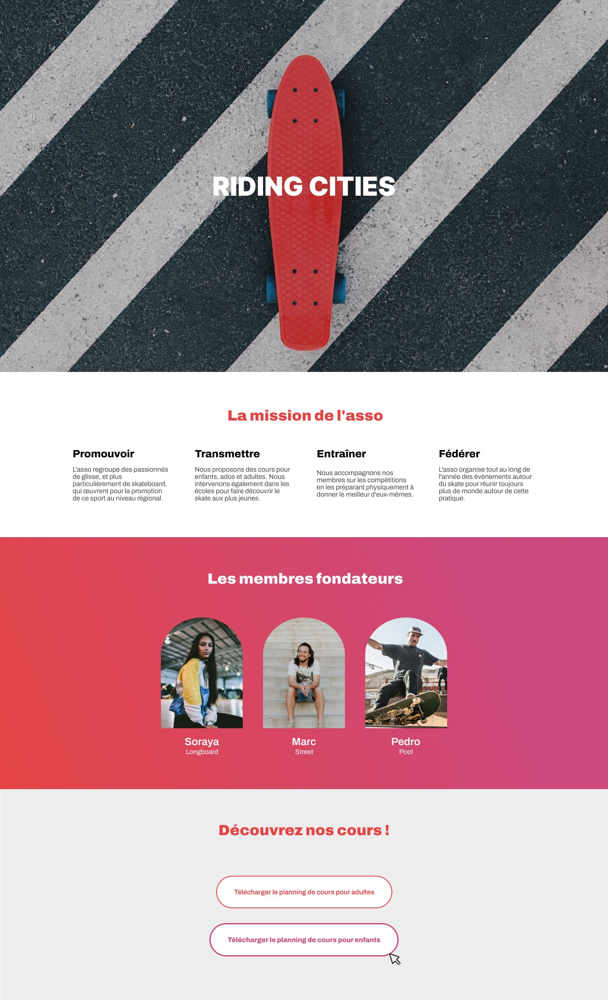 RIDING CITIES
La mission de l'asso
Promouvoir
L'asso regroupe des passionnés
de glisse, et plus
particulièrement de skateboard,
qui œuvrent pour la promotion
de ce sport au niveau régional.
Transmettre
Nous proposons des cours pour
enfants, ados et adultes. Nous
intervenons également dans les
écoles pour faire découvrir le
skate aux plus jeunes.
Entraîner
Nous accompagnons nos
membres sur les compétitions
en les préparant physiquement à
donner le meilleur d'eux-mêmes.
Fédérer
L'asso organise tout au long de
l'année des évènements autour
du skate pour réunir toujours
plus de monde autour de cette
pratique.
Les membres fondateurs
Soraya
Longboard
Marc
Street
Pedro
Pool
Découvrez nos cours !
Télécharger le planning de cours pour adultes
Télécharger le planning de cours pour enfants